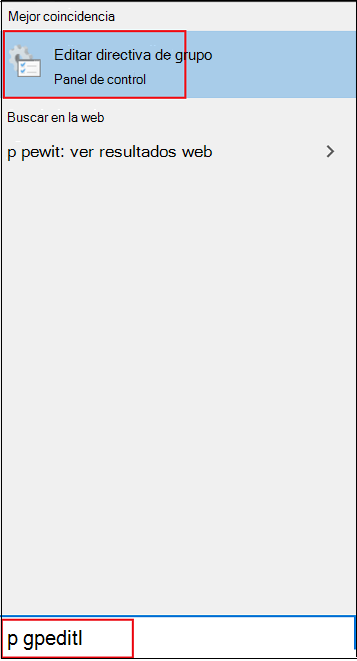 Mejor coincidencia
Editar directiva de grupo
Panel de control
Buscar en la web
p pewit: ver resultados web
p gpeditl